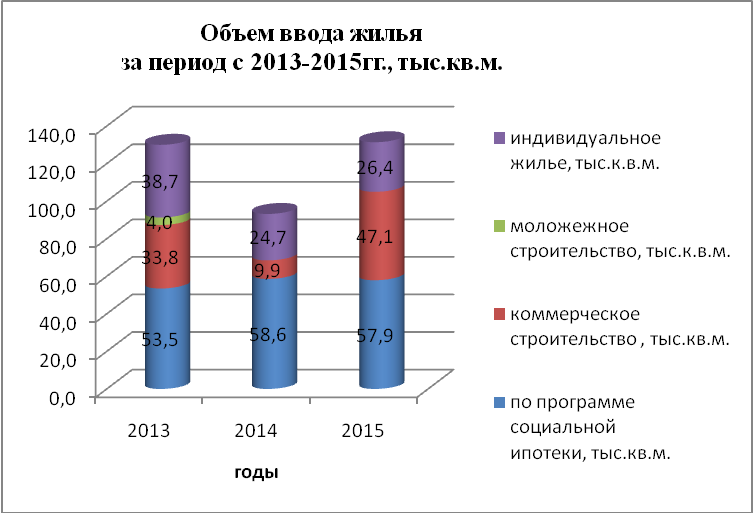 Объем ввода жилья
за период с 2013-2015гг., тыс.кв.м.
140,0
120,0
100,0
80,0
60,0
40,0
20,0
0,0
38,7
4,0
33,8
53,5
24,7
9,9
58,6
26,4
47,1
57,9
2013
2014
2015
годы
индивидуальное
жилье, тыс.к.в.м.
моложежное
строительство, тыс.к.в.м.
коммерческое
строительство , тыс.кв.м.
по программе
социальной
ипотеки, тыс.кв.м.